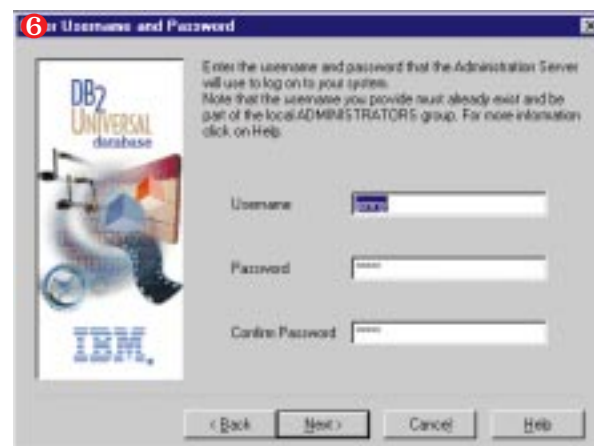 6
r Username and Password
DB2
UNIVERSAL
database
IBM.
Enter the username and password that the Administration Server
will use to log on to your system.
Note that the username you provide must already exist and be
part of the local ADMINISTRATORS group. For more information
click on Help.
Username
Password *****
Confirm Password *****
< Back Next > Cancel Help